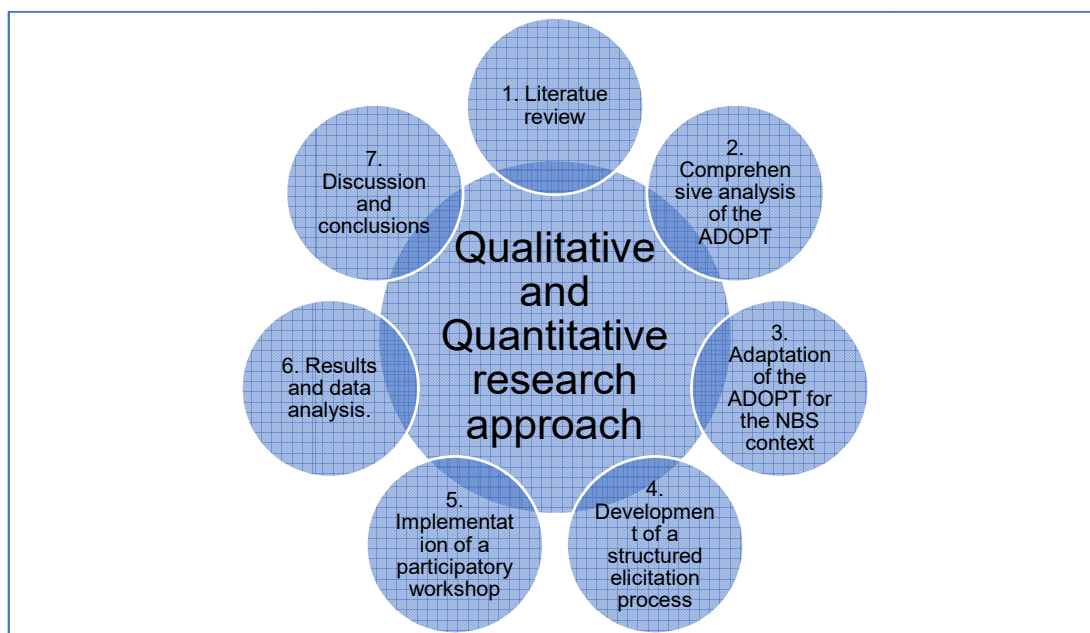 1. Literatue
review
2.
Comprehen
sive analysis
of the
ADOPT
3.
Adaptation
of the
ADOPT for
the NBS
context
4.
Developmen
t of a
structured
elicitation
process
5.
Implementat
ion of a
participatory
workshop
6. Results
and data
analysis.
7.
Discussion
and
conclusions
Qualitative
and
Quantitative
research
approach